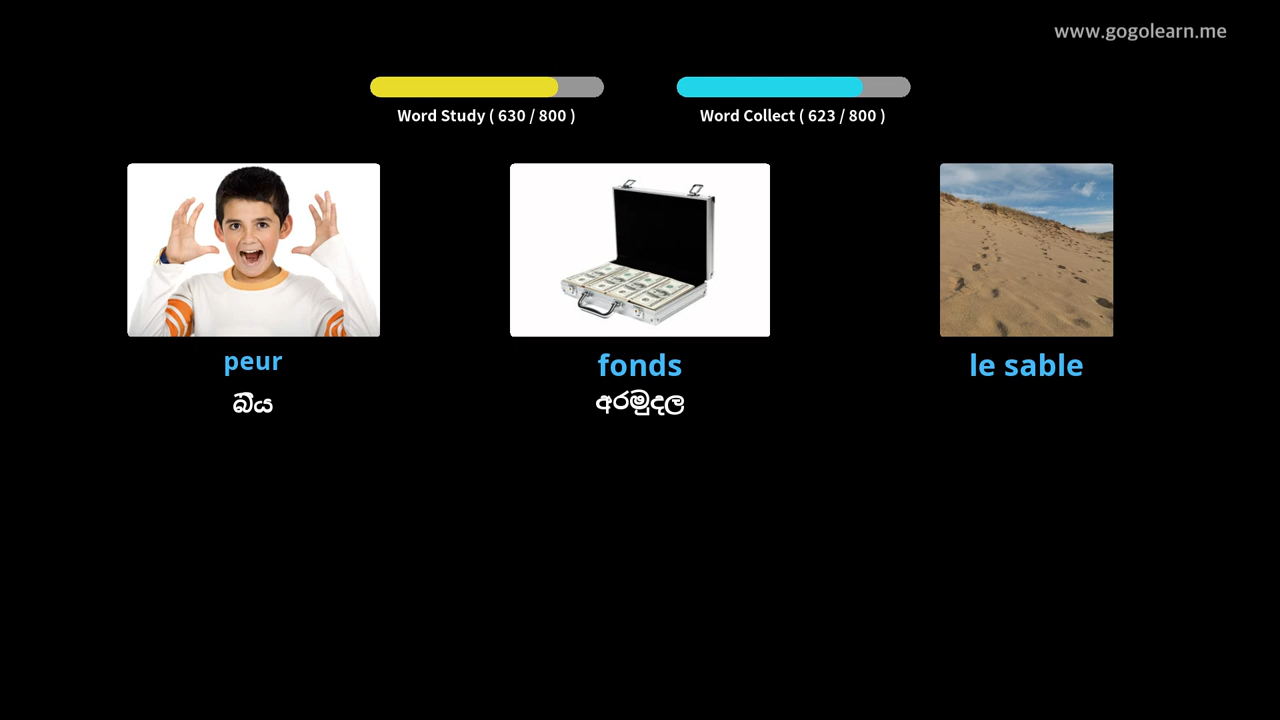 www.gogolearn.me
Word Study ( 630 / 800 )
Word Collect ( 623 / 800 )
peur
fonds
le sable
බිය
අරමුදල